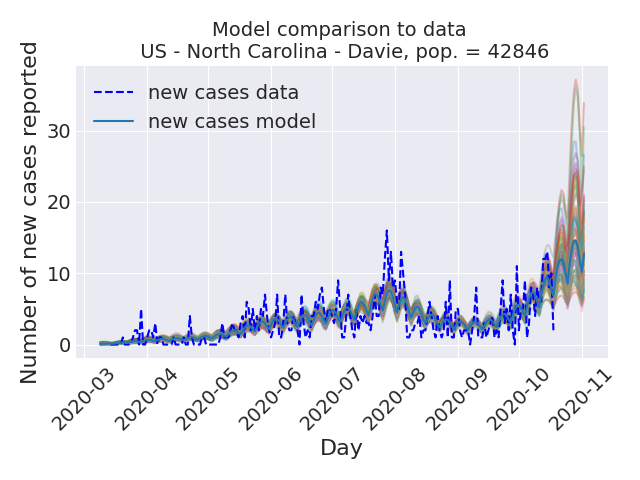 Model comparison to data
US - North Carolina - Davie, pop. = 42846
Number of new cases reported
new cases data
new cases model
30
20
10
0
2020-03
2020-04
2020-05
2020-06
2020-07
2020-08
2020-09
2020-10
2020-11
Day